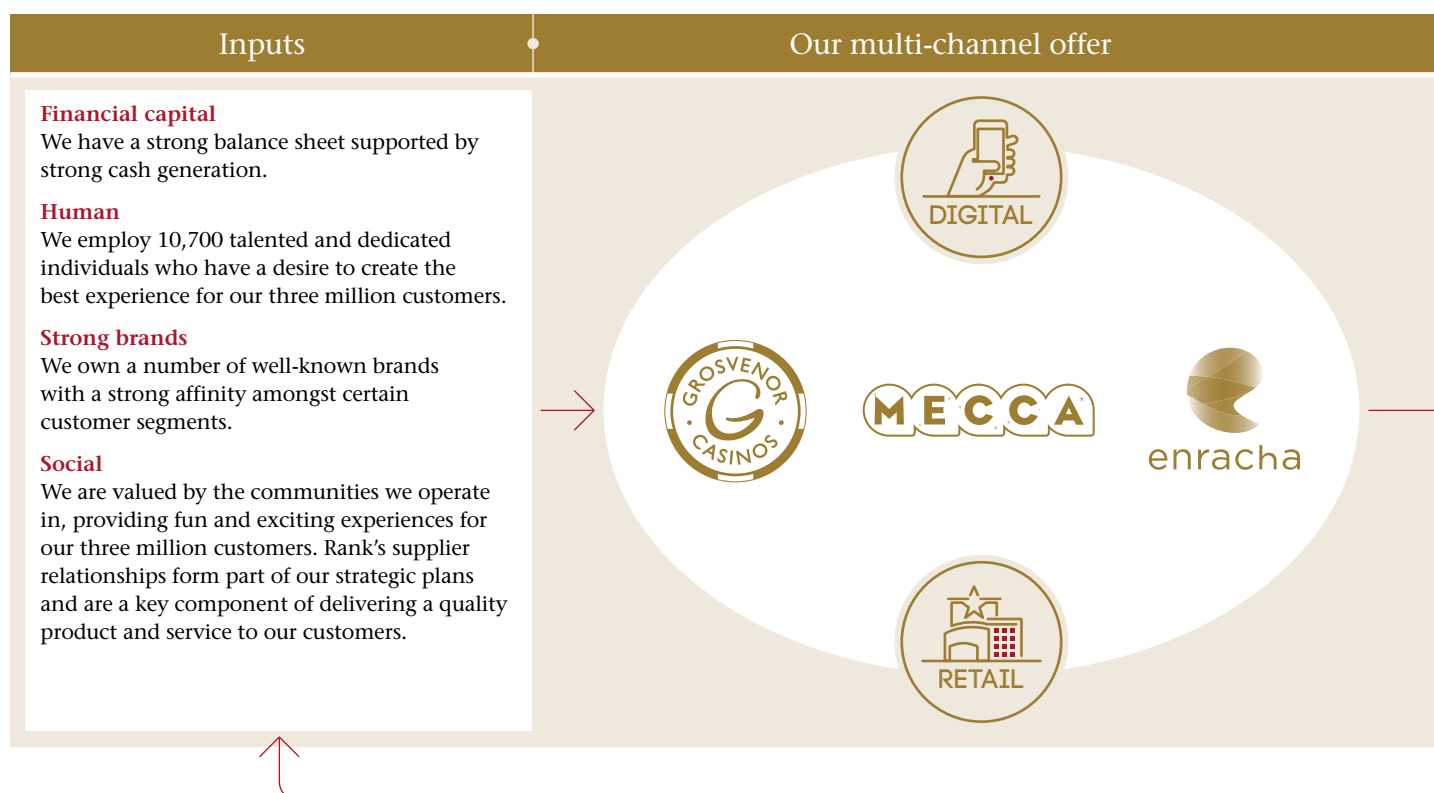 Inputs
Our multi-channel offer
Financial capital
We have a strong balance sheet supported by
strong cash generation.
Human
We employ 10,700 talented and dedicated
individuals who have a desire to create the
best experience for our three million customers.
Strong brands
We own a number of well-known brands
with a strong affinity amongst certain
customer segments.
Social
We are valued by the communities we operate
in, providing fun and exciting experiences for
our three million customers. Rank’s supplier
relationships form part of our strategic plans
and are a key component of delivering a quality
product and service to our customers.
DIGITAL
GROSVENOR
G
CASINOS
MECCA
enracha
RETAIL